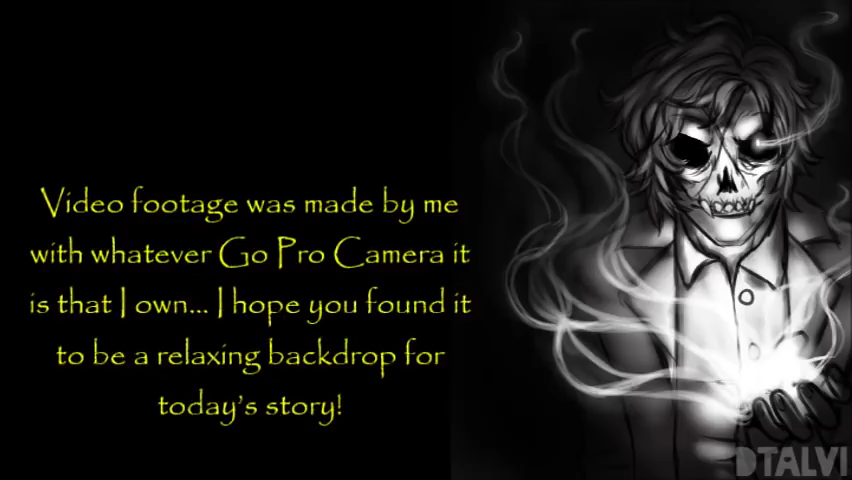 Video footage was made by me
with whatever Go Pro Camera it
is that I own... I hope you found it
to be a relaxing backdrop for
today's story!
DTALVI